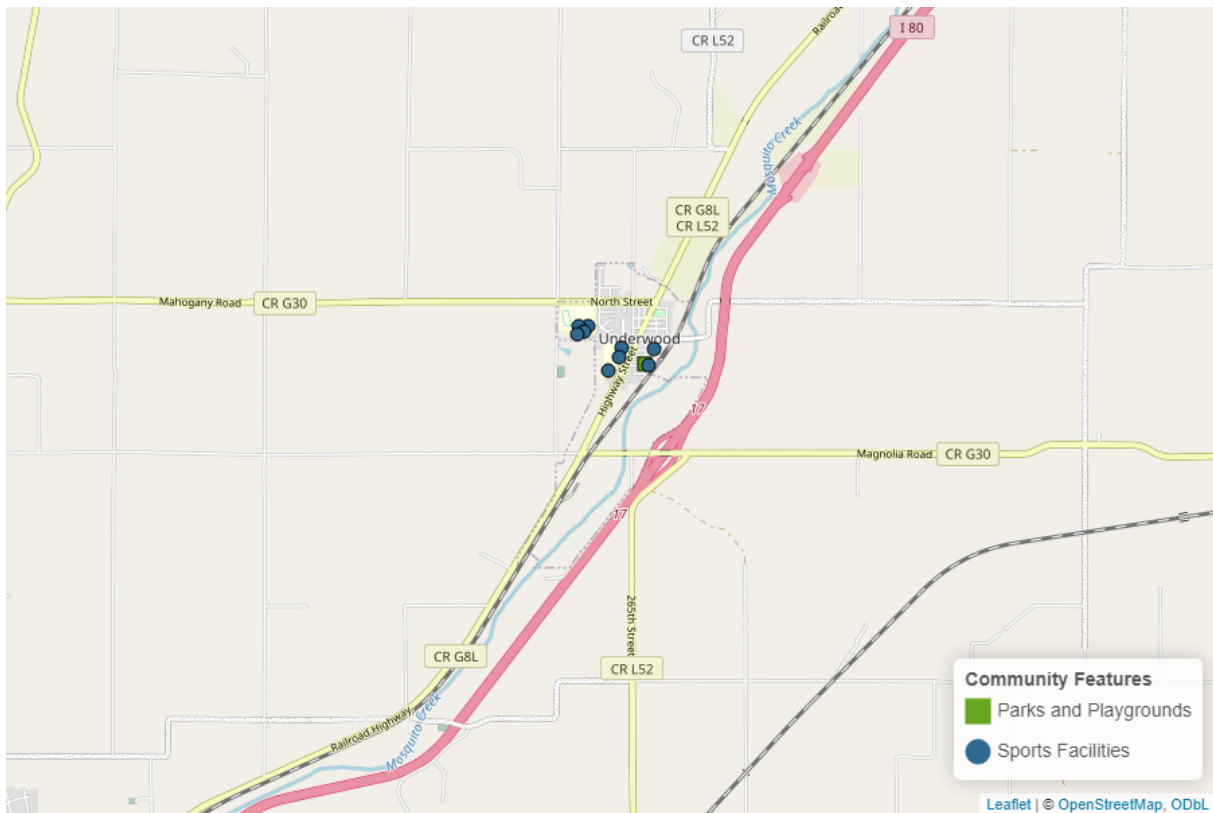 CR L52
Railroa
I 80
Mosquito Creek
CR G8L
CR L52
Mahogany Road
CR G30
North Street
Underwood
Highway Street
17
Magnolia Road
CR G30
17
265th Street
CR G8L
CR L52
Railroad Highway
Mosquito Creek
Community Features
Parks and Playgrounds
Sports Facilities
Leaflet | © OpenStreetMap, ODbL